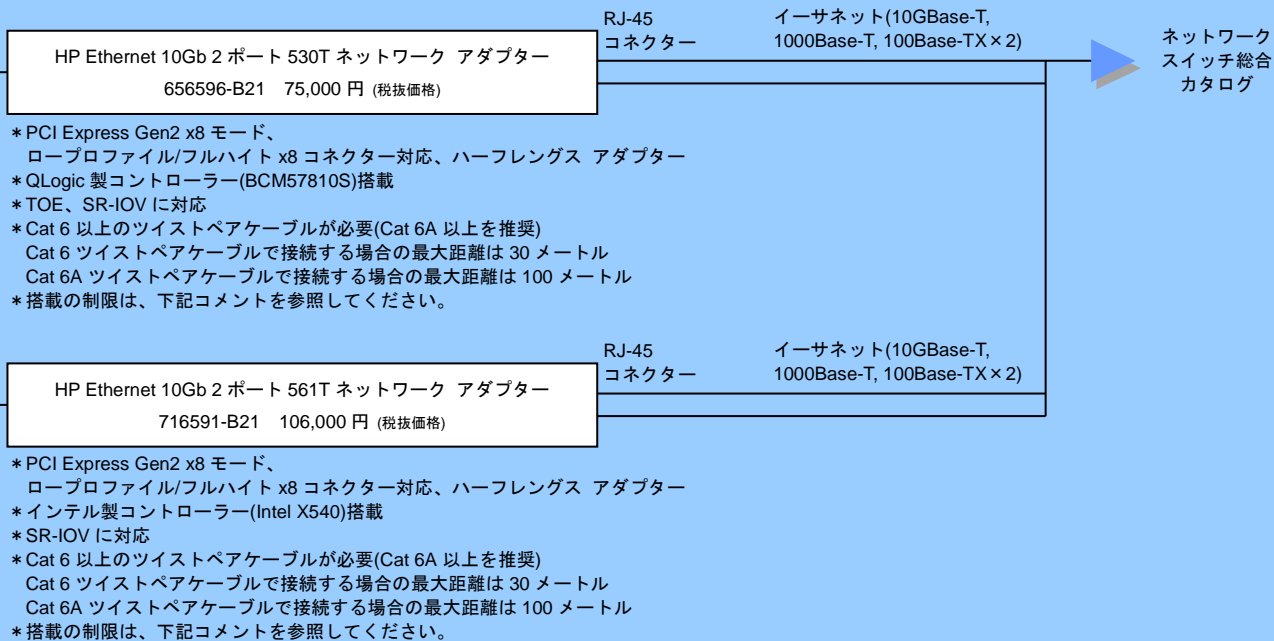 RJ-45
コネクター
イーサネット(10GBase-T,
1000Base-T, 100Base-TX×2)
ネットワーク
スイッチ総合
カタログ
HP Ethernet 10Gb 2 ポート 530T ネットワーク アダプター
656596-B21 75,000 円 (税抜価格)
＊PCI Express Gen2 x8 モード、
ロープロファイル/フルハイト x8 コネクター対応、ハーフレングス アダプター
＊QLogic 製コントローラー(BCM57810S)搭載
＊TOE、SR-IOV に対応
＊Cat 6 以上のツイストペアケーブルが必要(Cat 6A 以上を推奨)
Cat 6 ツイストペアケーブルで接続する場合の最大距離は 30 メートル
Cat 6A ツイストペアケーブルで接続する場合の最大距離は 100 メートル
＊搭載の制限は、下記コメントを参照してください。
RJ-45
コネクター
イーサネット(10GBase-T,
1000Base-T, 100Base-TX×2)
HP Ethernet 10Gb 2 ポート 561T ネットワーク アダプター
716591-B21 106,000 円 (税抜価格)
＊PCI Express Gen2 x8 モード、
ロープロファイル/フルハイト x8 コネクター対応、ハーフレングス アダプター
＊インテル製コントローラー(Intel X540)搭載
＊SR-IOV に対応
＊Cat 6 以上のツイストペアケーブルが必要(Cat 6A 以上を推奨)
Cat 6 ツイストペアケーブルで接続する場合の最大距離は 30 メートル
Cat 6A ツイストペアケーブルで接続する場合の最大距離は 100 メートル
＊搭載の制限は、下記コメントを参照してください。